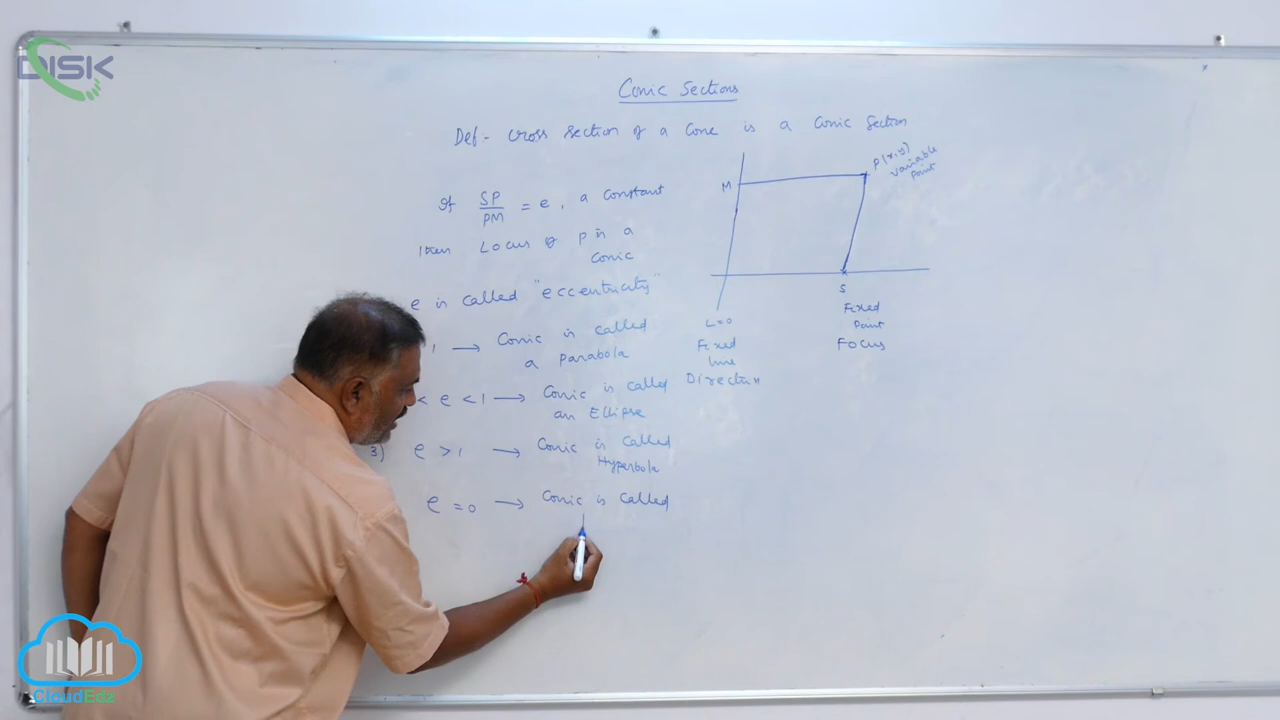 DISK
Conic Sections
Def - Cross section of a Cone is a Conic Section
If SP/PM = e, a constant
then Locus of P is a
Conic
e is called "eccentricity"
1 → Conic is called
a parabola
< e < 1 → Conic is called
an Ellipse
3) e > 1 → Conic is called
Hyperbola
e = 0 → Conic is called
M
P(x,y)
Variable
Point
S
Fixed
Point
Focus
L=0
Fixed
line
CloudEdz